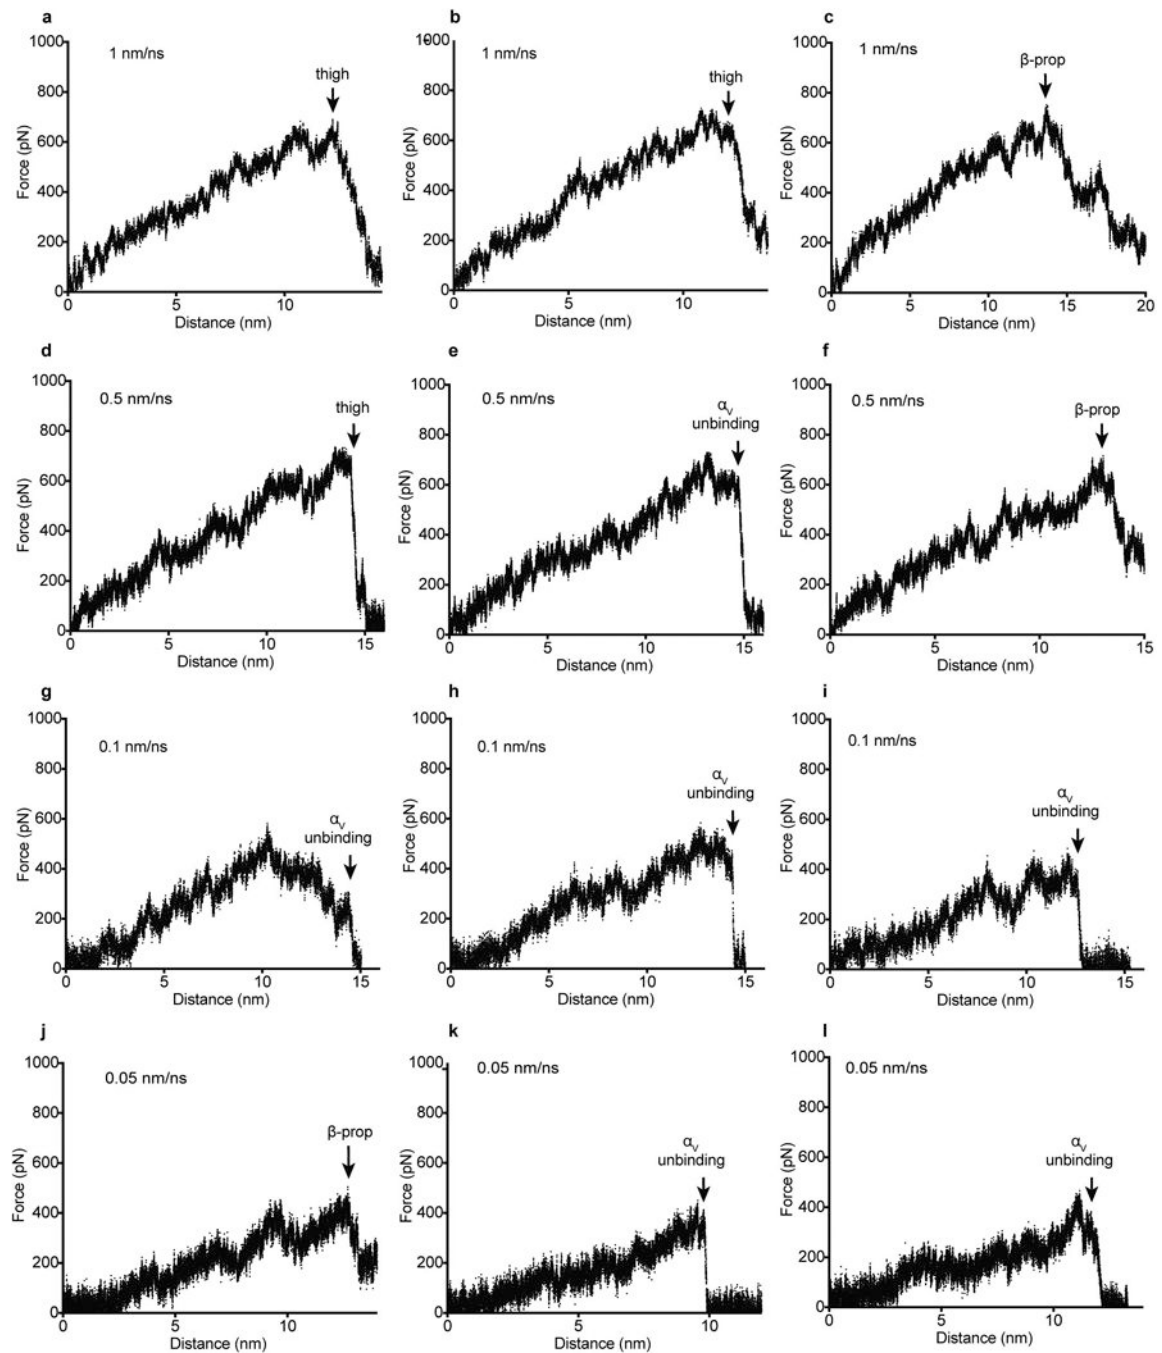 a
1 nm/ns
thigh
1000
800
600
400
200
0
Force (pN)
0
5
10
Distance (nm)
b
1 nm/ns
thigh
1000
800
600
400
200
0
Force (pN)
0
5
10
Distance (nm)
c
1 nm/ns
β-prop
1000
800
600
400
200
0
Force (pN)
0
5
10
15
20
Distance (nm)
d
0.5 nm/ns
thigh
1000
800
600
400
200
0
Force (pN)
0
5
10
15
Distance (nm)
e
0.5 nm/ns
αV
unbinding
1000
800
600
400
200
0
Force (pN)
0
5
10
15
Distance (nm)
f
0.5 nm/ns
β-prop
1000
800
600
400
200
0
Force (pN)
0
5
10
15
Distance (nm)
g
0.1 nm/ns
αV
unbinding
1000
800
600
400
200
0
Force (pN)
0
5
10
15
Distance (nm)
h
0.1 nm/ns
αV
unbinding
1000
800
600
400
200
0
Force (pN)
0
5
10
15
Distance (nm)
i
0.1 nm/ns
αV
unbinding
1000
800
600
400
200
0
Force (pN)
0
5
10
15
Distance (nm)
j
0.05 nm/ns
β-prop
1000
800
600
400
200
0
Force (pN)
0
5
10
Distance (nm)
k
0.05 nm/ns
αV
unbinding
1000
800
600
400
200
0
Force (pN)
0
5
10
Distance (nm)
l
0.05 nm/ns
αV
unbinding
1000
800
600
400
200
0
Force (pN)
0
5
10
Distance (nm)